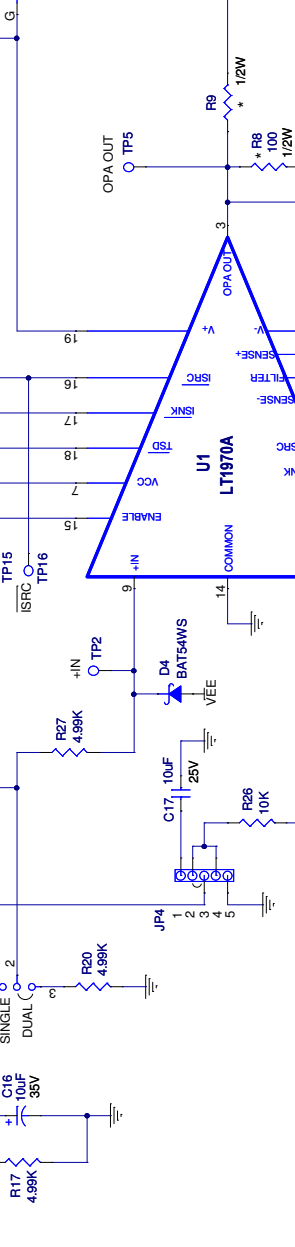 G
R9
*
1/2W
OPA OUT
TP5
* R8
100
1/2W
3
OPA OUT
19
V+
V-
SENSE+
16
ISRC
FILTER
SENSE-
17
ISNK
18
TSD
U1
LT1970A
7
VCC
15
ENABLE
TP15
ISRC
TP16
+IN
COMMON
9
14
+IN
TP2
D4
BAT54WS
VEE
R27
4.99K
C17
10uF
25V
R26
10K
JP4
1
2
3
4
5
2
SINGLE
DUAL
3
R20
4.99K
C16
10uF
35V
+
R17
4.99K